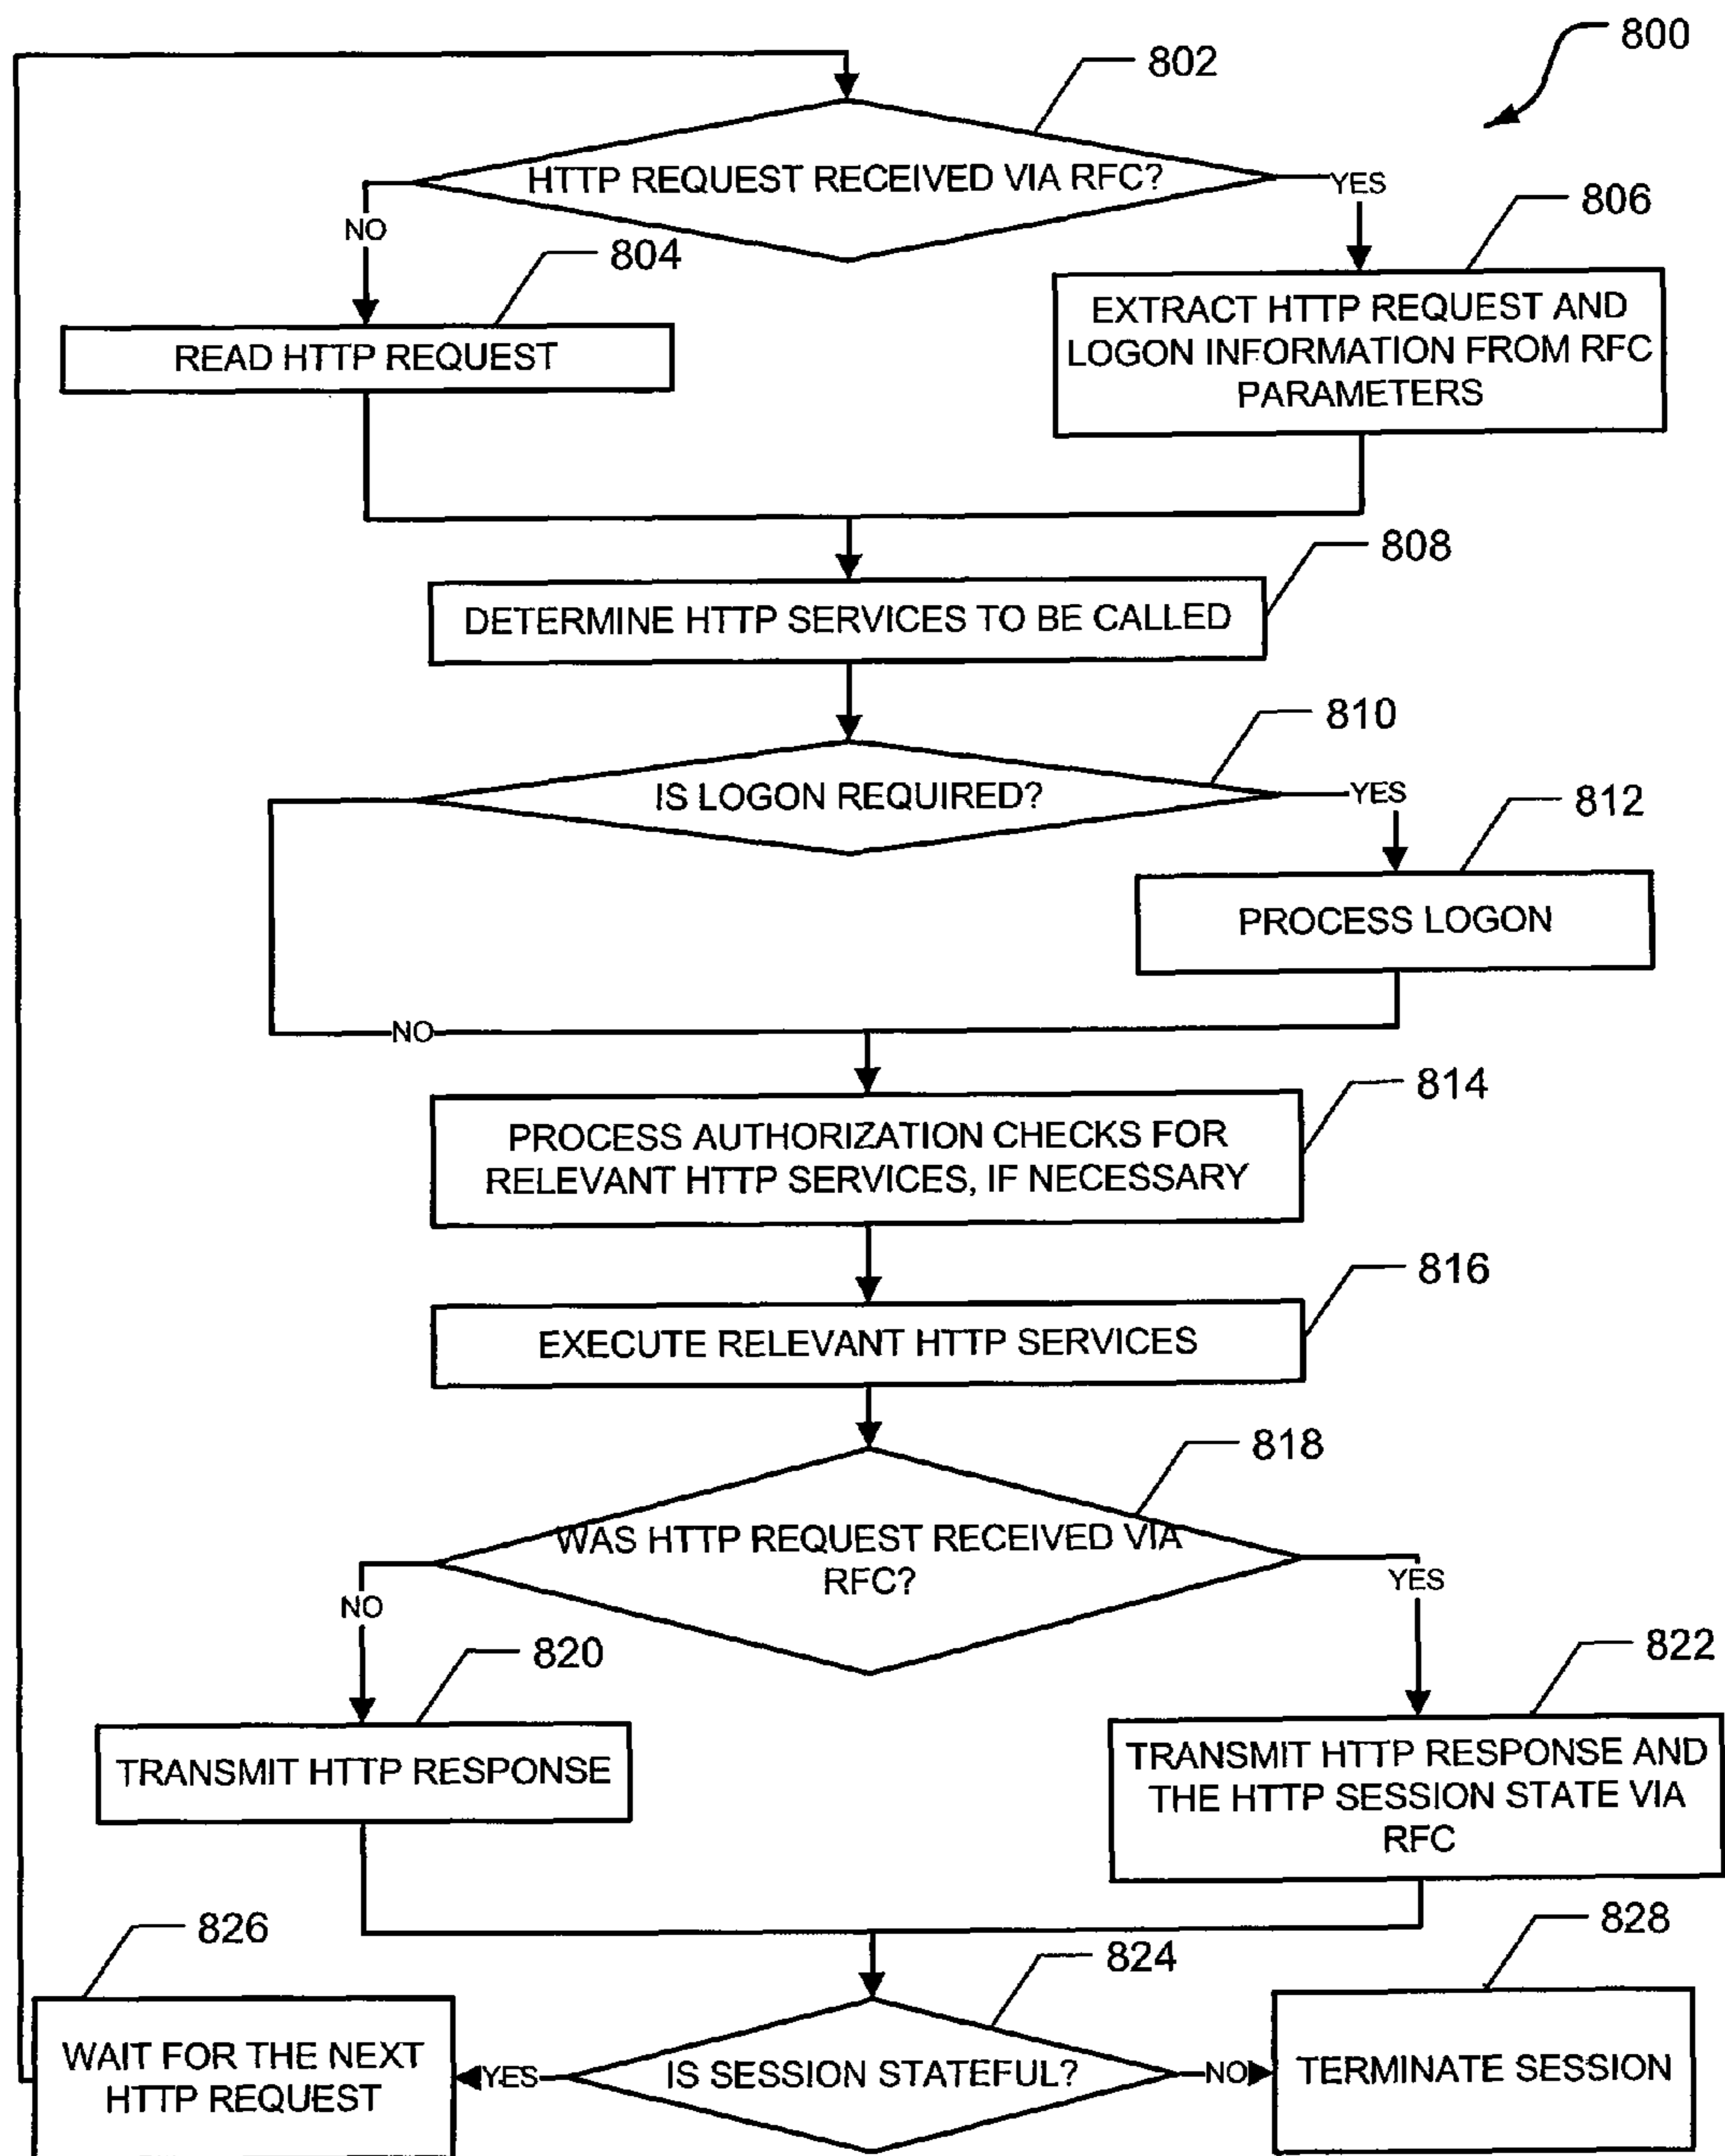 800
802
HTTP REQUEST RECEIVED VIA RFC?
YES
NO
806
804
EXTRACT HTTP REQUEST AND
LOGON INFORMATION FROM RFC
PARAMETERS
READ HTTP REQUEST
808
DETERMINE HTTP SERVICES TO BE CALLED
810
IS LOGON REQUIRED?
YES
812
PROCESS LOGON
NO
814
PROCESS AUTHORIZATION CHECKS FOR
RELEVANT HTTP SERVICES, IF NECESSARY
816
EXECUTE RELEVANT HTTP SERVICES
818
WAS HTTP REQUEST RECEIVED VIA
RFC?
NO
YES
820
822
TRANSMIT HTTP RESPONSE
TRANSMIT HTTP RESPONSE AND
THE HTTP SESSION STATE VIA
RFC
826
824
828
WAIT FOR THE NEXT
HTTP REQUEST
YES
IS SESSION STATEFUL?
NO
TERMINATE SESSION